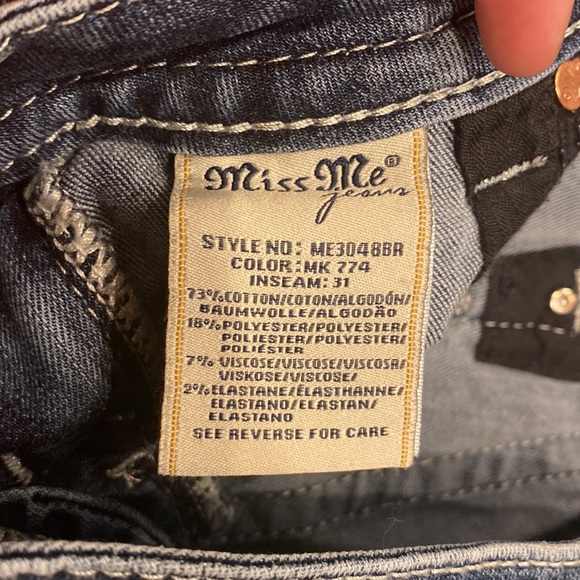 Miss Me®
jeans
STYLE NO: ME3048BR
COLOR: MK 774
INSEAM: 31
73%COTTON/COTON/ALGODÓN/
BAUMWOLLE/ALGODÃO
18%POLYESTER/POLYESTER/
POLIESTER/POLYESTER/
POLIÉSTER
7% VISCOSE/VISCOSE/VISCOSA/
VISKOSE/VISCOSE/
2%ELASTANE/ÉLASTHANNE/
ELASTANO/ELASTAN/
ELASTANO
SEE REVERSE FOR CARE